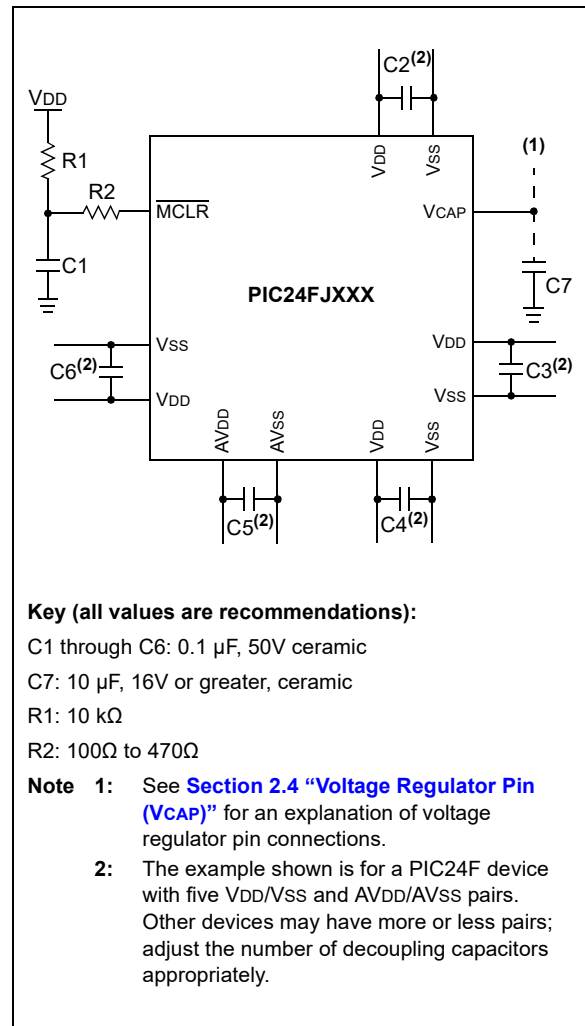 C2(2)
VDD
R1
R2
C1
MCLR
VDD
VSS
(1)
VCAP
C7
PIC24FJXXX
VSS
C6(2)
VDD
VDD
C3(2)
VSS
AVDD
AVSS
VDD
VSS
C5(2)
C4(2)
Key (all values are recommendations):
C1 through C6: 0.1 µF, 50V ceramic
C7: 10 µF, 16V or greater, ceramic
R1: 10 kΩ
R2: 100Ω to 470Ω
Note 1: See Section 2.4 “Voltage Regulator Pin
(VCAP)” for an explanation of voltage
regulator pin connections.
2: The example shown is for a PIC24F device
with five VDD/VSS and AVDD/AVSS pairs.
Other devices may have more or less pairs;
adjust the number of decoupling capacitors
appropriately.